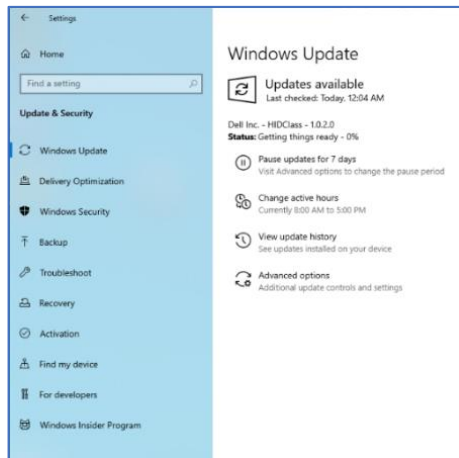 Settings
Home
Find a setting
Update & Security
Windows Update
Delivery Optimization
Windows Security
Backup
Troubleshoot
Recovery
Activation
Find my device
For developers
Windows Insider Program
Windows Update
Updates available
Last checked: Today, 12:04 AM
Dell Inc. - HIDClass - 1.0.2.0
Status: Getting things ready - 0%
Pause updates for 7 days
Visit Advanced options to change the pause period
Change active hours
Currently 8:00 AM to 5:00 PM
View update history
See updates installed on your device
Advanced options
Additional update controls and settings